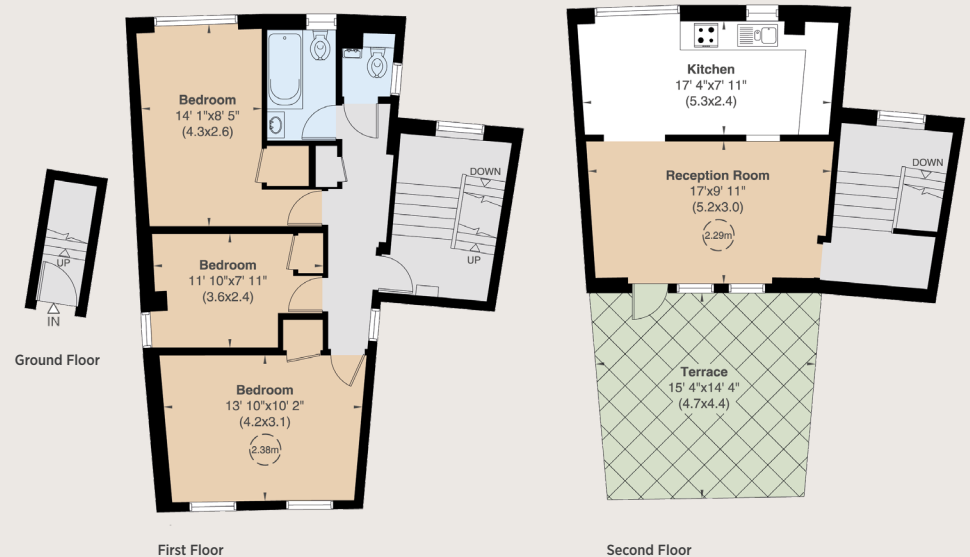 UP
IN
Ground Floor
Bedroom
14' 1"x8' 5"
(4.3x2.6)
Bedroom
11' 10"x7' 11"
(3.6x2.4)
Bedroom
13' 10"x10' 2"
(4.2x3.1)
2.38m
DOWN
UP
First Floor
Kitchen
17' 4"x7' 11"
(5.3x2.4)
Reception Room
17'x9' 11"
(5.2x3.0)
2.29m
DOWN
Terrace
15' 4"x14' 4"
(4.7x4.4)
Second Floor